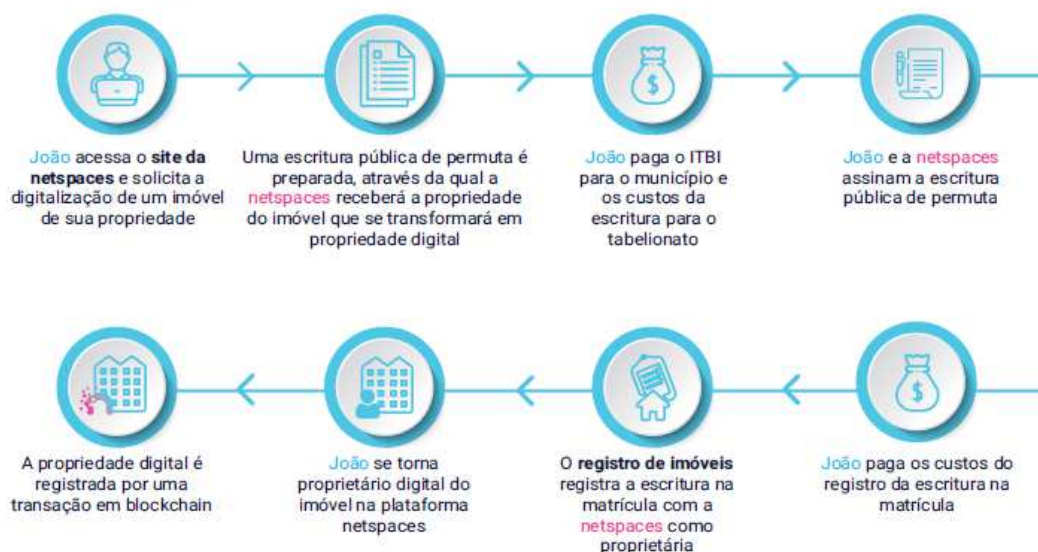 João acessa o site da
netspaces e solicita a
digitalização de um imóvel
de sua propriedade
Uma escritura pública de permuta é
preparada, através da qual a
netspaces receberá a propriedade
do imóvel que se transformará em
propriedade digital
$
João paga o ITBI
para o município e
os custos da
escritura para o
tabelionato
João e a netspaces
assinam a escritura
pública de permuta
A propriedade digital é
registrada por uma
transação em blockchain
João se torna
proprietário digital do
imóvel na plataforma
netspaces
O registro de imóveis
registra a escritura na
matrícula com a
netspaces como
proprietária
$
João paga os custos do
registro da escritura na
matrícula